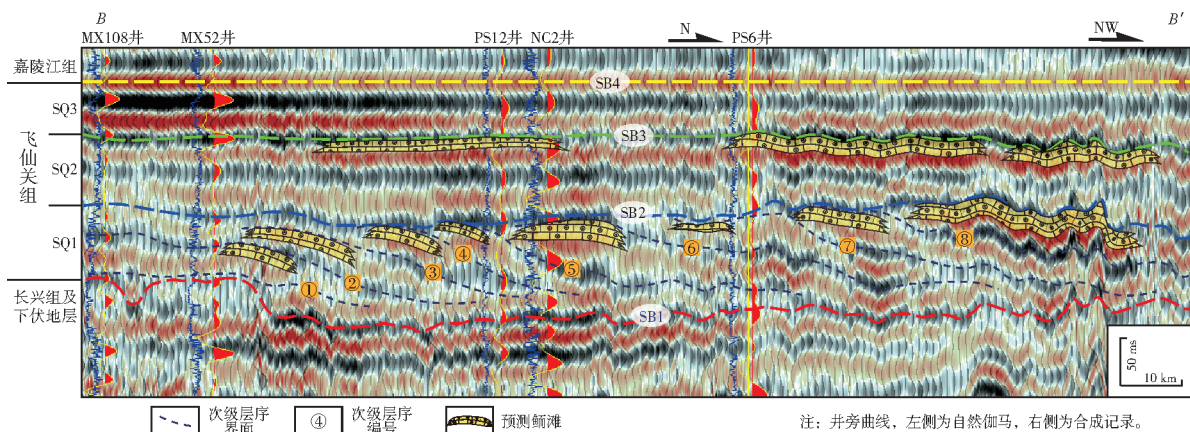 B B′
MX108井 MX52井 PS12井 NC2井 N PS6井 NW
嘉陵江组
SB4
SQ3
SB3
飞仙关组
SQ2
SB2
SQ1
④
⑥
⑦
⑧
⑤
③
②
①
长兴组及
下伏地层
SB1
50 ms
10 km
次级层序
界面
④
次级层序
编号
预测鲕滩
注：井旁曲线，左侧为自然伽马，右侧为合成记录。